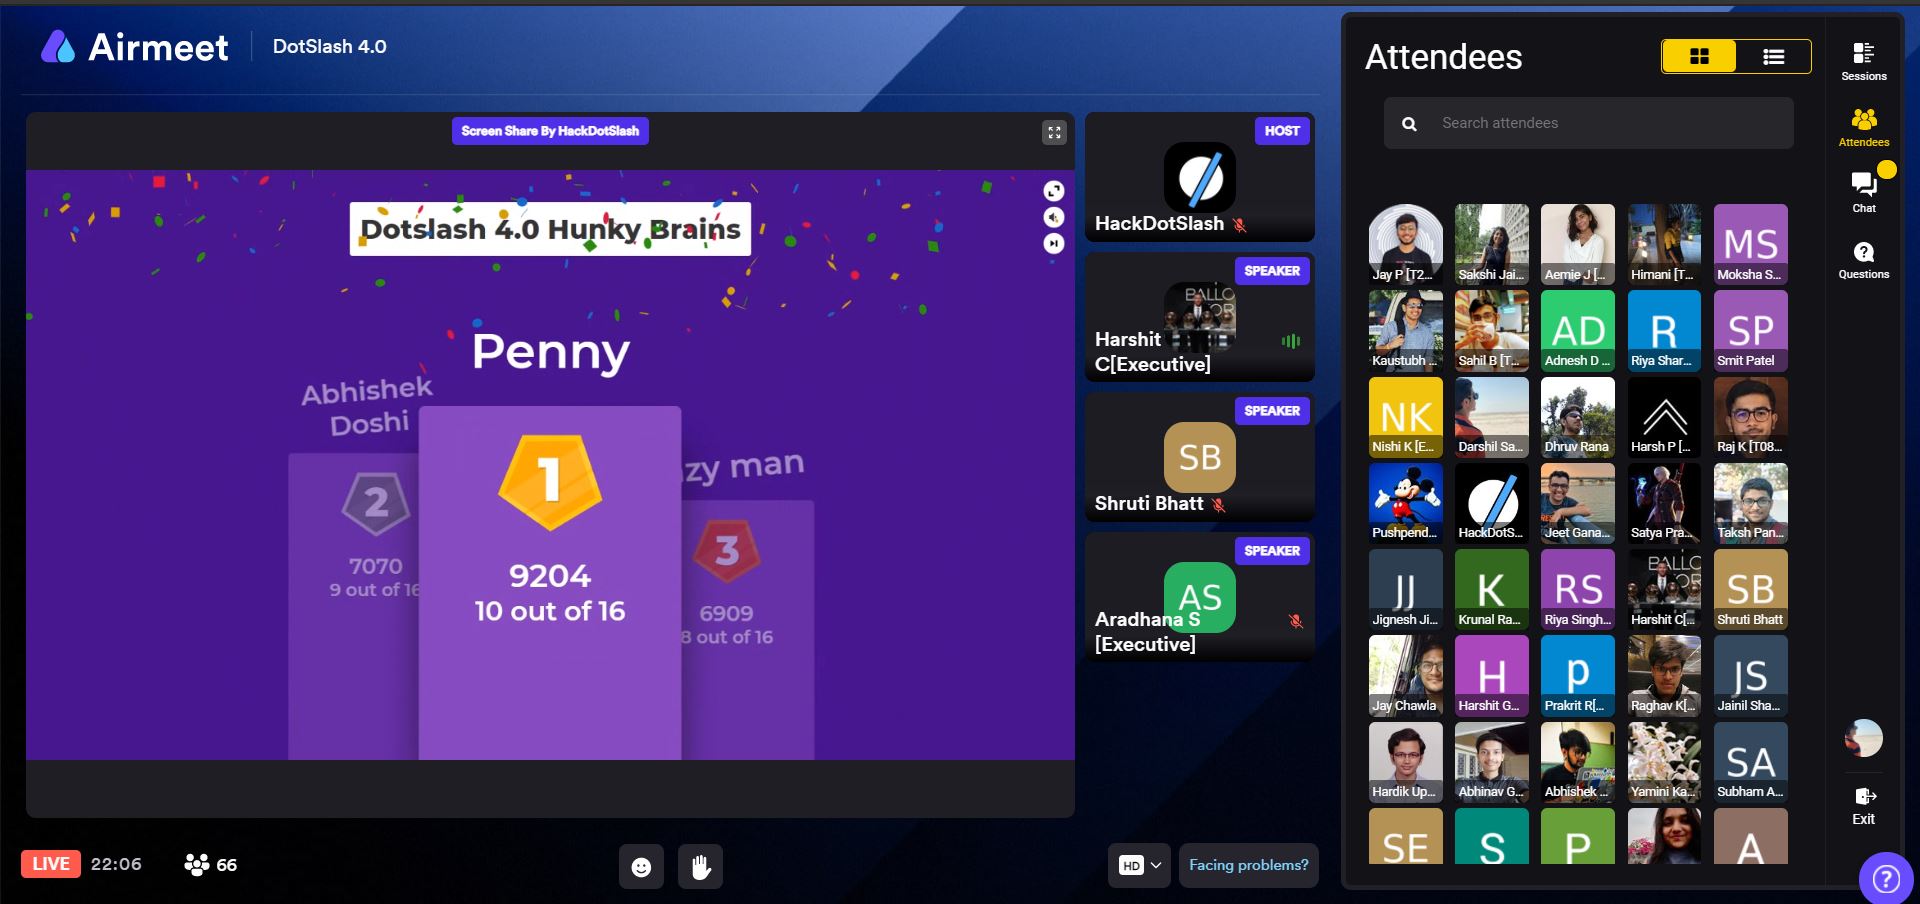 Airmeet
DotSlash 4.0
Screen Share By HackDotSlash
Dotslash 4.0 Hunky Brains
Penny
Abhishek
Doshi
zy man
1
2
3
9204
10 out of 16
7070
9 out of 16
6909
8 out of 16
HOST
HackDotSlash
SPEAKER
BALLO
Harshit
C[Executive]
SPEAKER
SB
Shruti Bhatt
SPEAKER
AS
Aradhana S
[Executive]
LIVE
22:06
66
HD
Facing problems?
Attendees
Search attendees
Jay P [T2...
Sakshi Jai...
Aemie J [...
Himani [T...
MS
Moksha S...
Kaustubh ...
Sahil B [T...
AD
Adnesh D ...
R
Riya Shar...
SP
Smit Patel
NK
Nishi K [E...
Darshil Sa...
Dhruv Rana
Harsh P [...
Raj K [T08...
Pushpend...
HackDotS...
Jeet Gana...
Satya Pra...
Taksh Pan...
JJ
Jignesh Ji...
K
Krunal Ra...
RS
Riya Singh...
BALLO
Harshit C[...
SB
Shruti Bhatt
Jay Chawla
H
Harshit G...
p
Prakrit R[...
Raghav K[...
JS
Jainil Sha...
Hardik Up...
Abhinav G...
Abhishek ...
Yamini Ka...
SA
Subham A...
SE
S
P
A
Sessions
Attendees
Chat
?
Questions
Exit
?